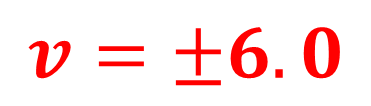 v = ±6.0